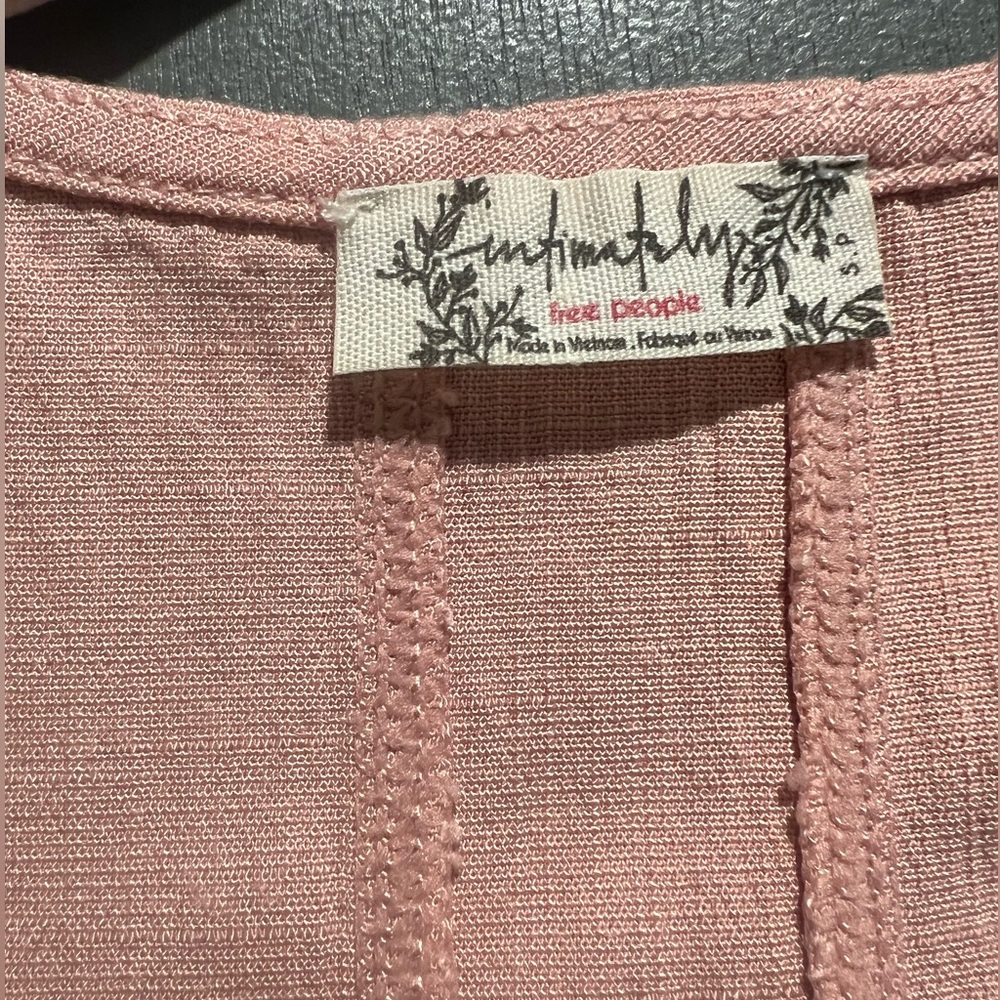 intimately
free people
Made in Vietnam . Fabriqué au Vietnam
S.P